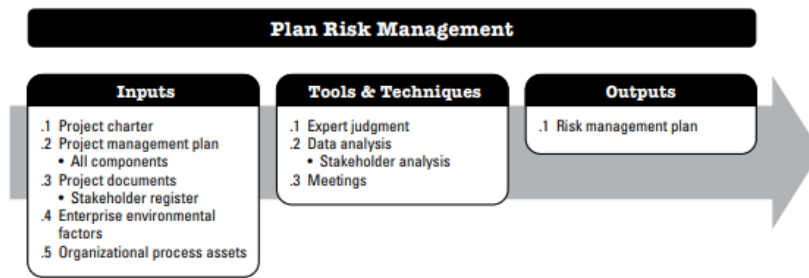 Plan Risk Management
Inputs
.1 Project charter
.2 Project management plan
• All components
.3 Project documents
• Stakeholder register
.4 Enterprise environmental
factors
.5 Organizational process assets
Tools & Techniques
.1 Expert judgment
.2 Data analysis
• Stakeholder analysis
.3 Meetings
Outputs
.1 Risk management plan